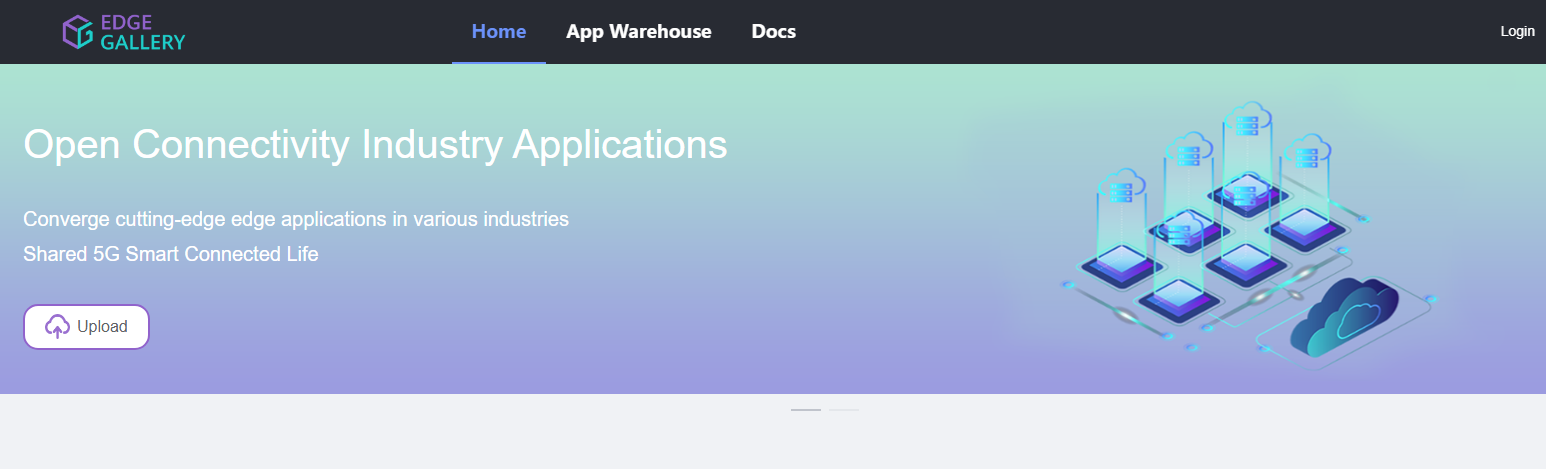 EDGE
GALLERY
Home
App Warehouse
Docs
Login
Open Connectivity Industry Applications
Converge cutting-edge edge applications in various industries
Shared 5G Smart Connected Life
Upload